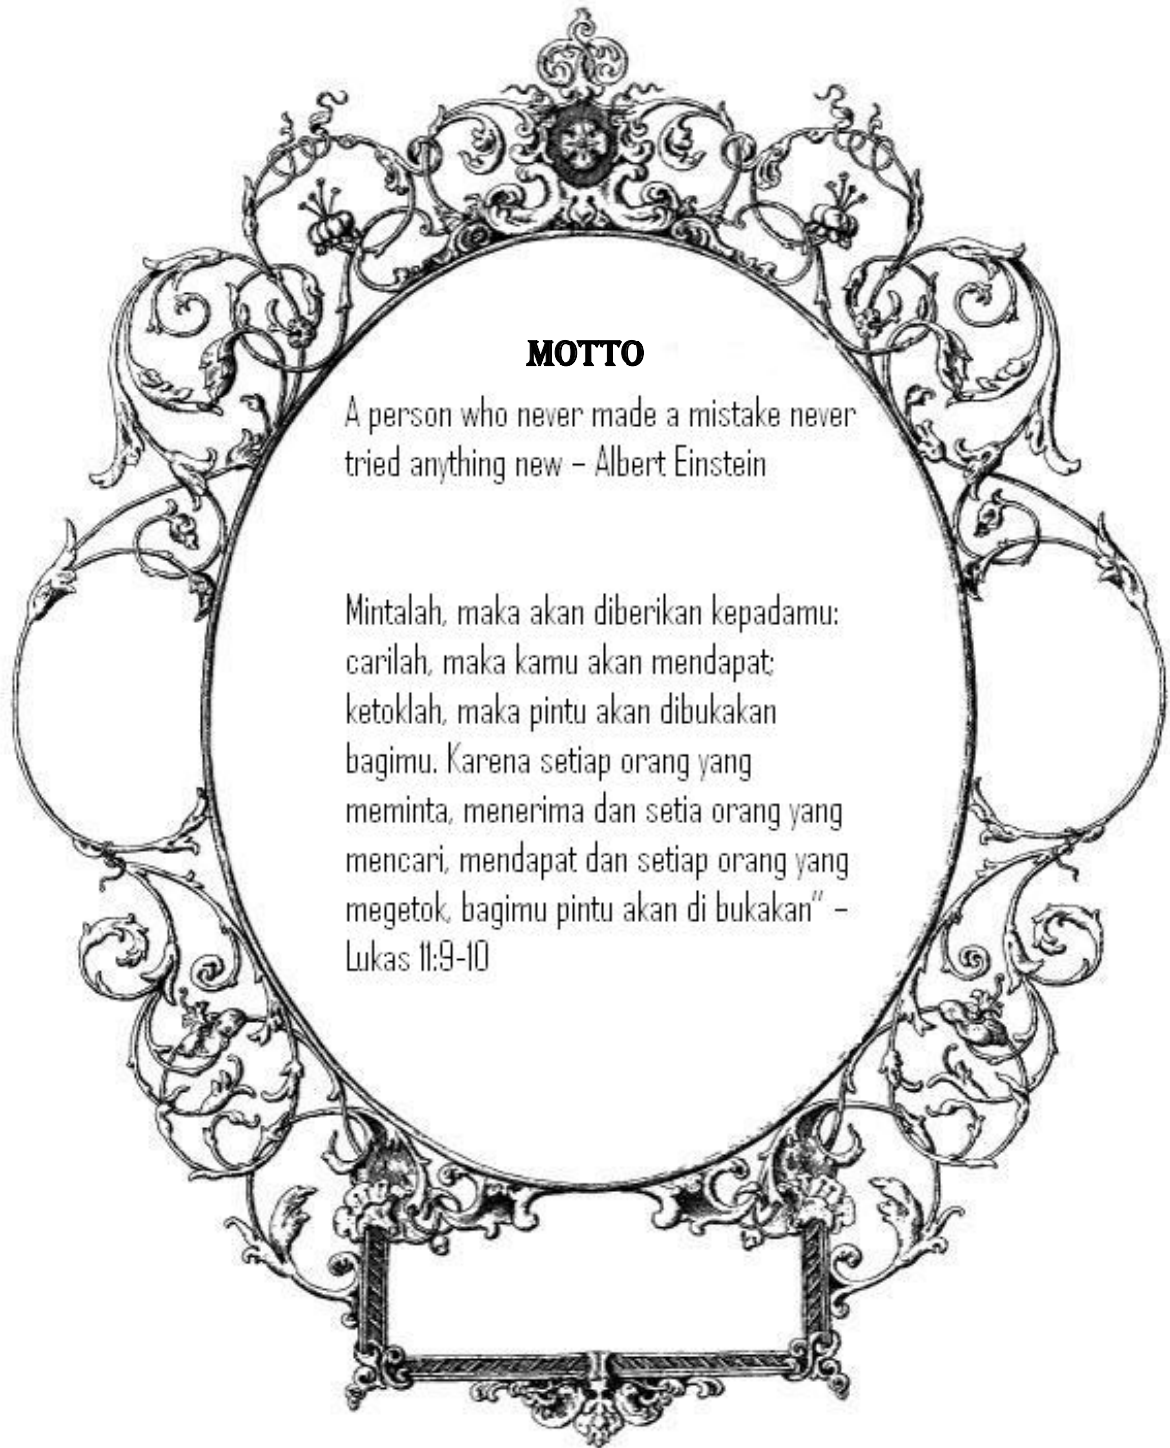 MOTTO
A person who never made a mistake never
tried anything new – Albert Einstein
Mintalah, maka akan diberikan kepadamu:
carilah, maka kamu akan mendapat;
ketoklah, maka pintu akan dibukakan
bagimu. Karena setiap orang yang
meminta, menerima dan setia orang yang
mencari, mendapat dan setiap orang yang
megetok, bagimu pintu akan di bukakan” –
Lukas 11:9-10